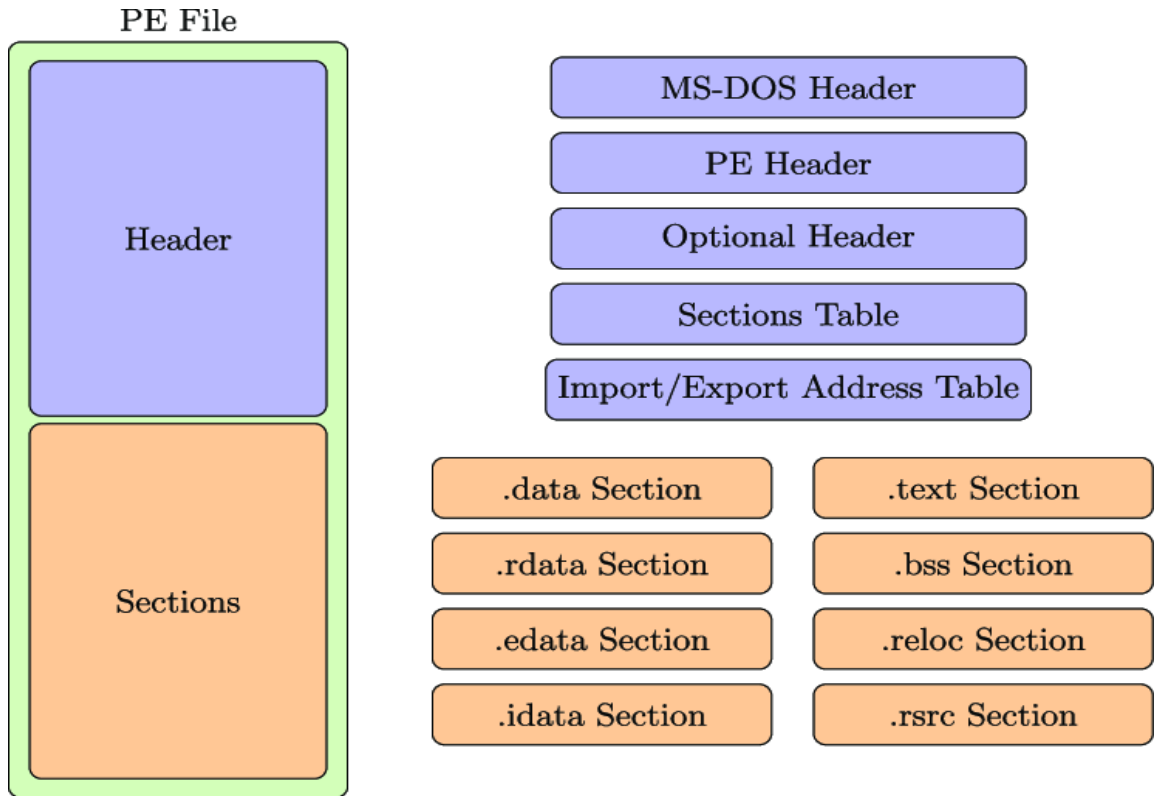 PE File
Header
Sections
MS-DOS Header
PE Header
Optional Header
Sections Table
Import/Export Address Table
.data Section
.text Section
.rdata Section
.bss Section
.edata Section
.reloc Section
.idata Section
.rsrc Section